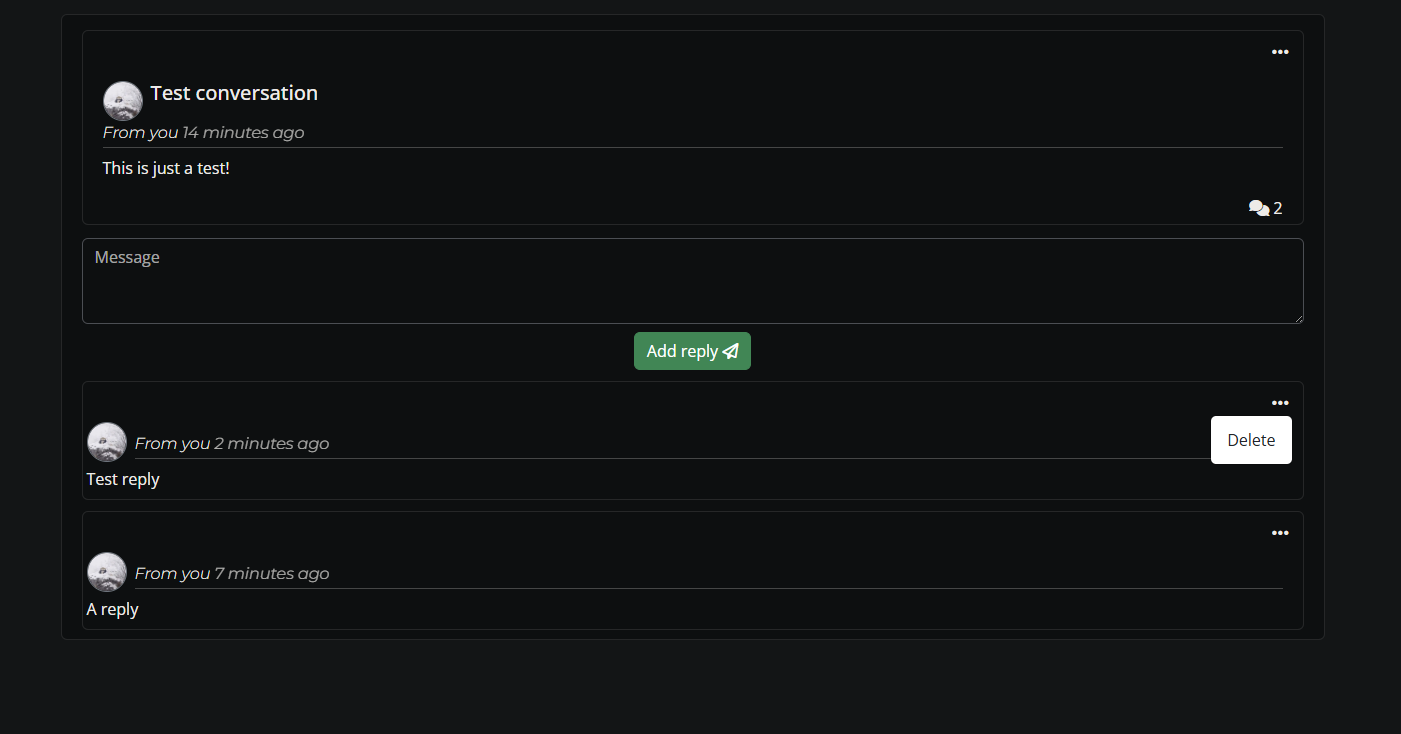 Test conversation
From you 14 minutes ago
This is just a test!
2
Message
Add reply
From you 2 minutes ago
Delete
Test reply
From you 7 minutes ago
A reply